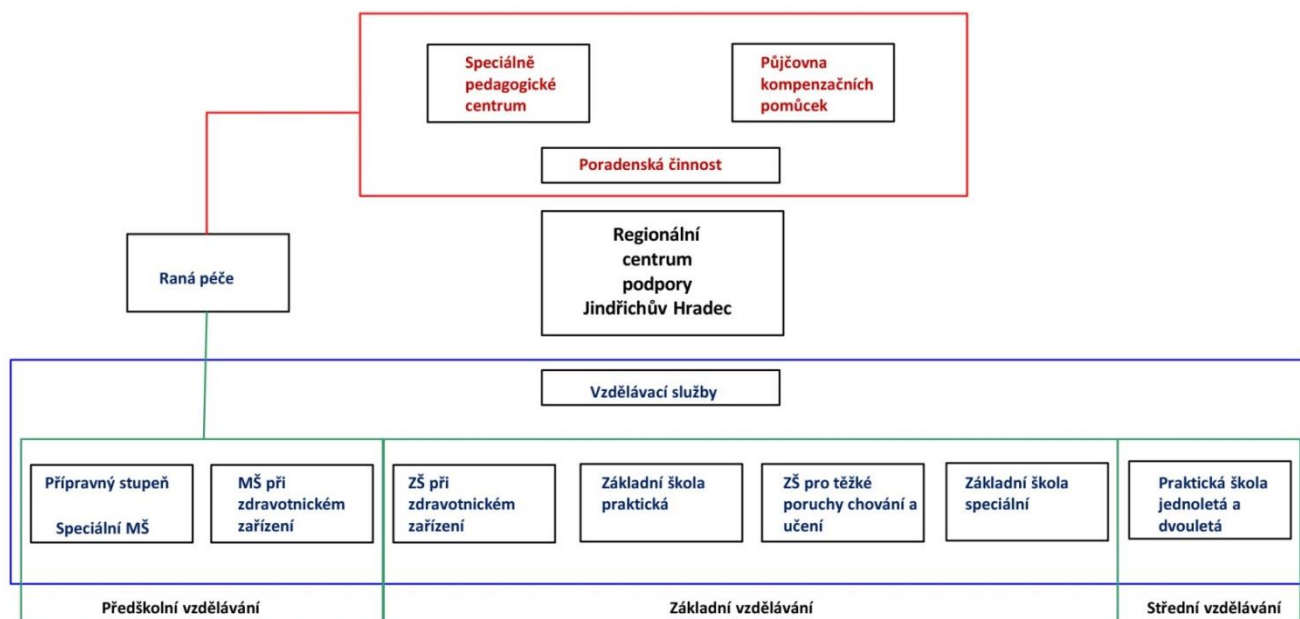 Speciálně
pedagogické
centrum
Půjčovna
kompenzačních
pomůcek
Poradenská činnost
Regionální
centrum
podpory
Jindřichův Hradec
Raná péče
Vzdělávací služby
Přípravný stupeň
Speciální MŠ
MŠ při
zdravotnickém
zařízení
ZŠ při
zdravotnickém
zařízení
Základní škola
praktická
ZŠ pro těžké
poruchy chování a
učení
Základní škola
speciální
Praktická škola
jednoletá a
dvouletá
Předškolní vzdělávání
Základní vzdělávání
Střední vzdělávání